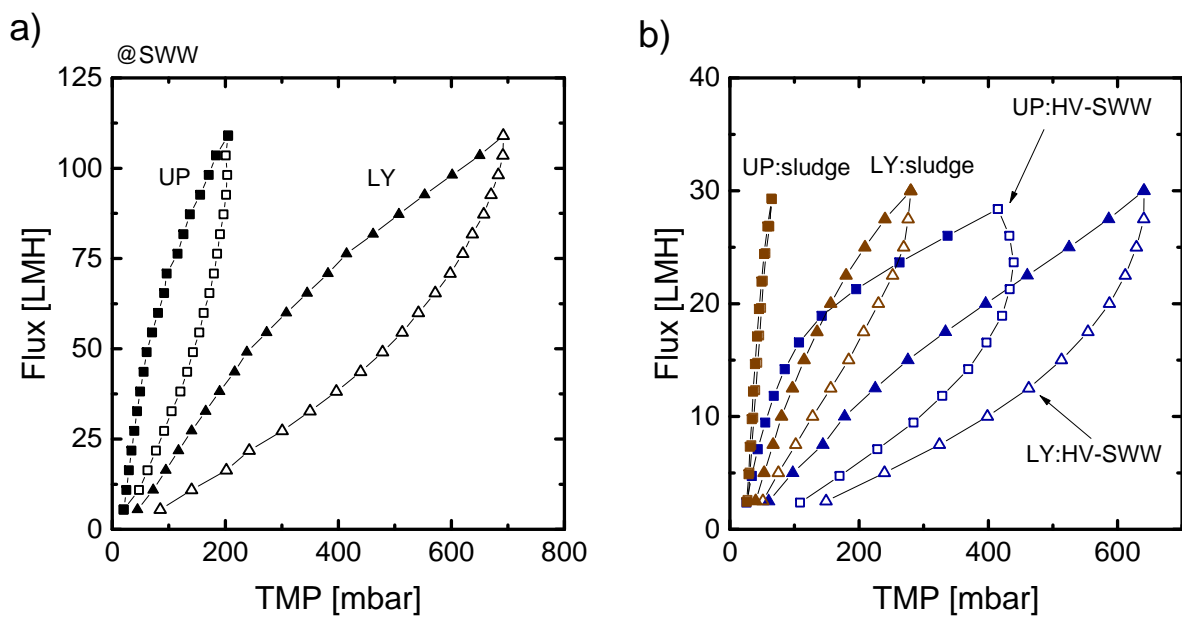 a)
@SWW
125
100
75
50
25
0
Flux [LMH]
UP
LY
0 200 400 600 800
TMP [mbar]
b)
40
30
20
10
0
Flux [LMH]
UP:HV-SWW
UP:sludge
LY:sludge
LY:HV-SWW
0 200 400 600
TMP [mbar]